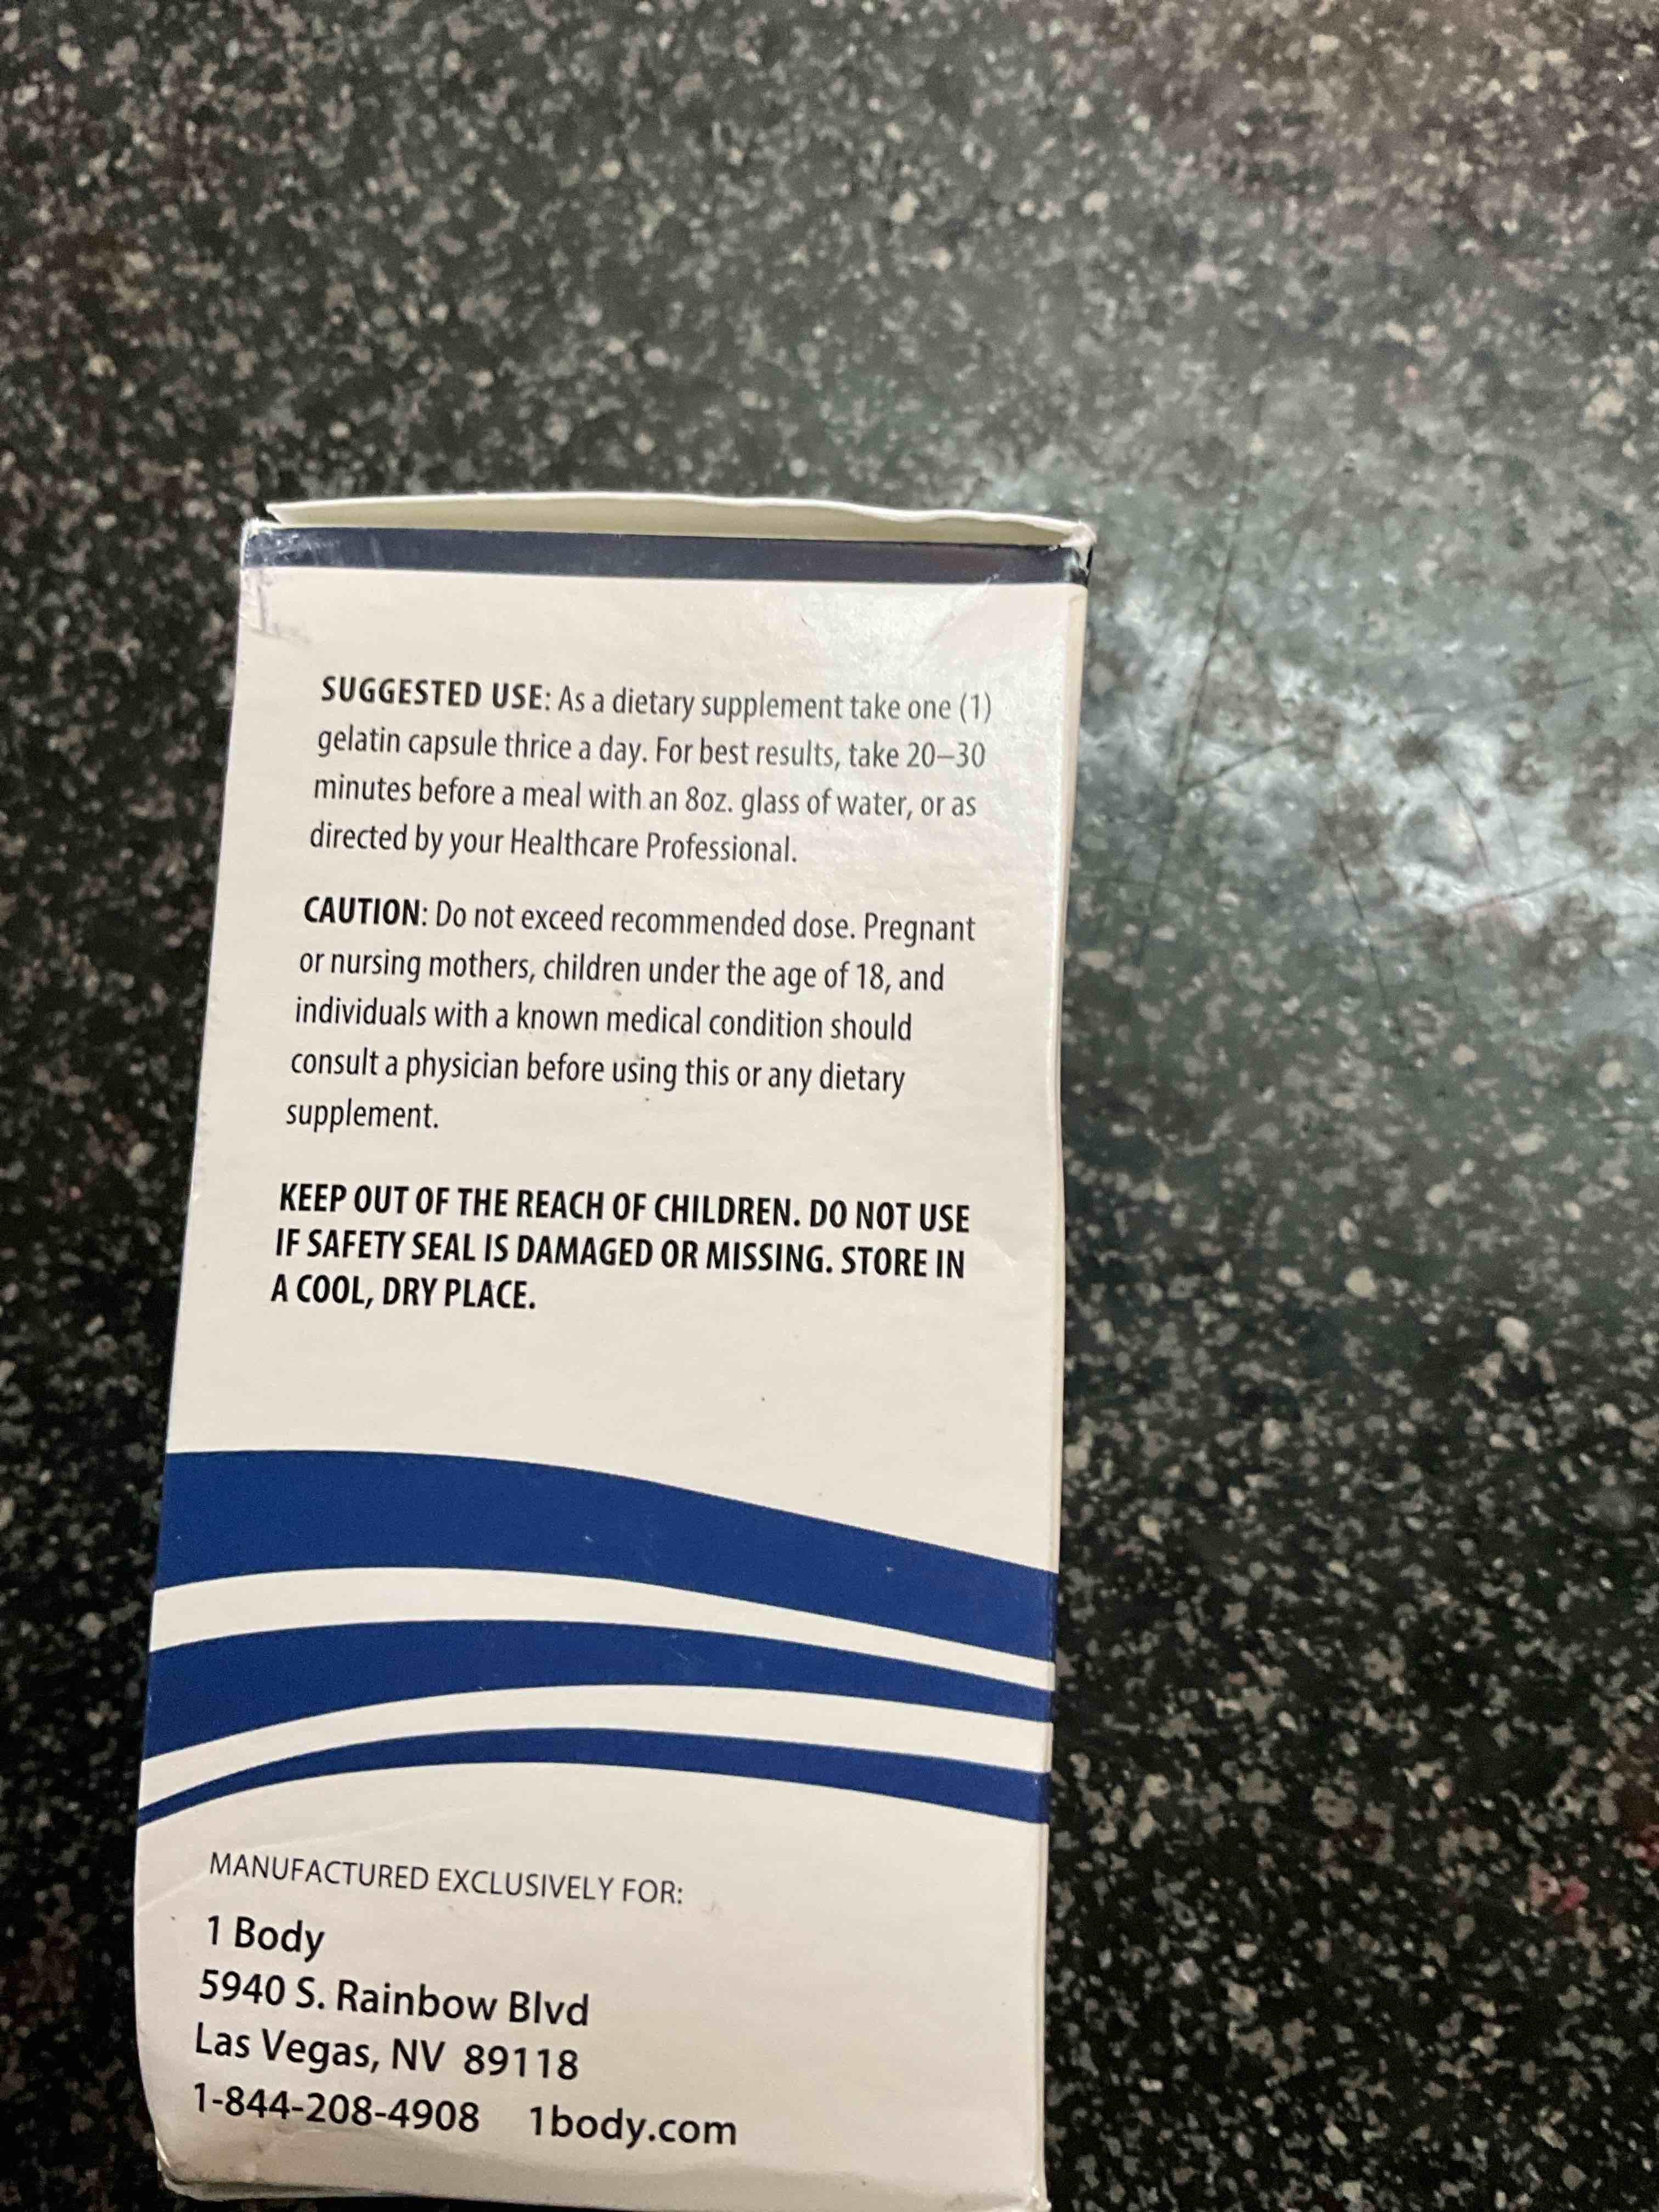 SUGGESTED USE: As a dietary supplement take one (1)
gelatin capsule thrice a day. For best results, take 20–30
minutes before a meal with an 8oz. glass of water, or as
directed by your Healthcare Professional.
CAUTION: Do not exceed recommended dose. Pregnant
or nursing mothers, children under the age of 18, and
individuals with a known medical condition should
consult a physician before using this or any dietary
supplement.
KEEP OUT OF THE REACH OF CHILDREN. DO NOT USE
IF SAFETY SEAL IS DAMAGED OR MISSING. STORE IN
A COOL, DRY PLACE.
MANUFACTURED EXCLUSIVELY FOR:
1 Body
5940 S. Rainbow Blvd
Las Vegas, NV 89118
1-844-208-4908 1body.com